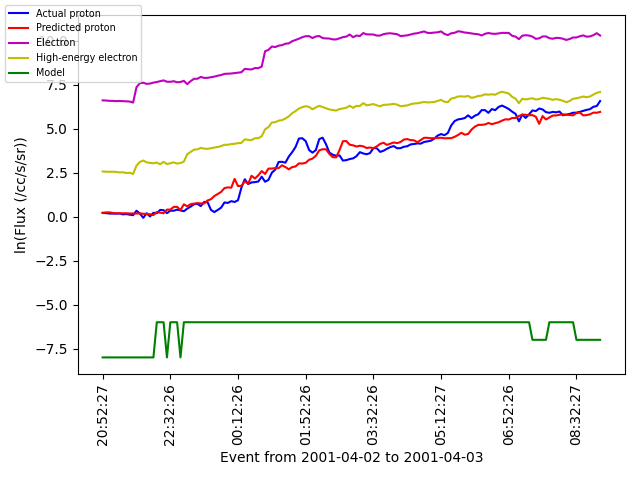 Actual proton
Predicted proton
Electron
High-energy electron
Model
7.5
5.0
2.5
0.0
−2.5
−5.0
−7.5
ln(Flux (/cc/s/sr))
20:52:27
22:32:26
00:12:26
01:52:26
03:32:26
05:12:27
06:52:26
08:32:27
Event from 2001-04-02 to 2001-04-03